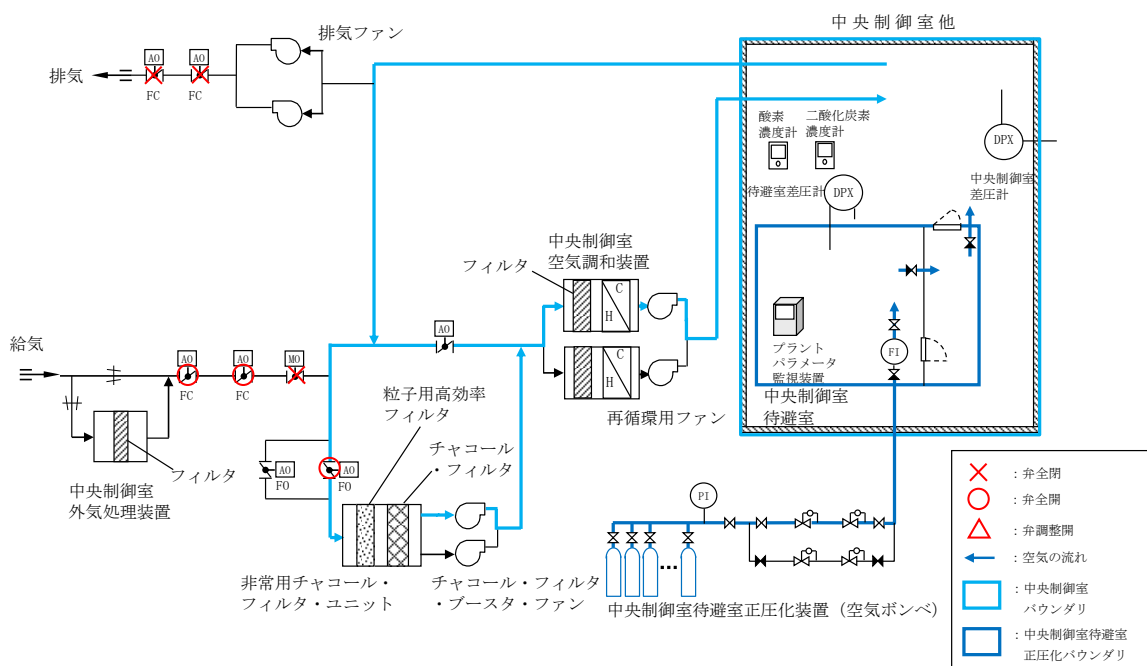 中央制御室他
排気ファン
AO
AO
排気
FC
FC
酸素
濃度計
二酸化炭素
濃度計
DPX
中央制御室
差圧計
待避室差圧計
DPX
中央制御室
空気調和装置
フィルタ
C
H
C
H
AO
再循環用ファン
給気
AO
AO
MO
FC
FC
フィルタ
中央制御室
外気処理装置
粒子用高効率
フィルタ
チャコール
・フィルタ
AO
AO
FO
FO
非常用チャコール・
フィルタ・ユニット
チャコール・フィルタ
・ブースタ・ファン
プラント
パラメータ
監視装置
FI
中央制御室
待避室
PI
中央制御室待避室正圧化装置（空気ボンベ）
：弁全閉
：弁全開
：弁調整開
：空気の流れ
：中央制御室
バウンダリ
：中央制御室待避室
正圧化バウンダリ